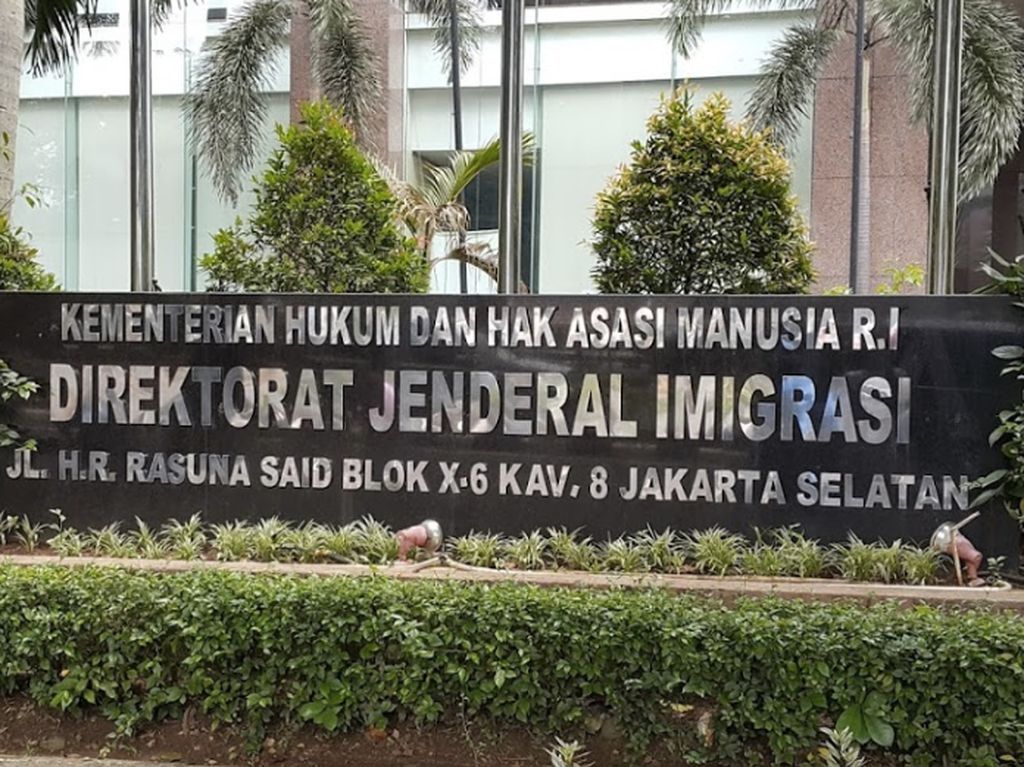 KEMENTERIAN HUKUM DAN HAK ASASI MANUSIA R.I
DIREKTORAT JENDERAL IMIGRASI
JL. H.R. RASUNA SAID BLOK X-6 KAV, 8 JAKARTA SELATAN